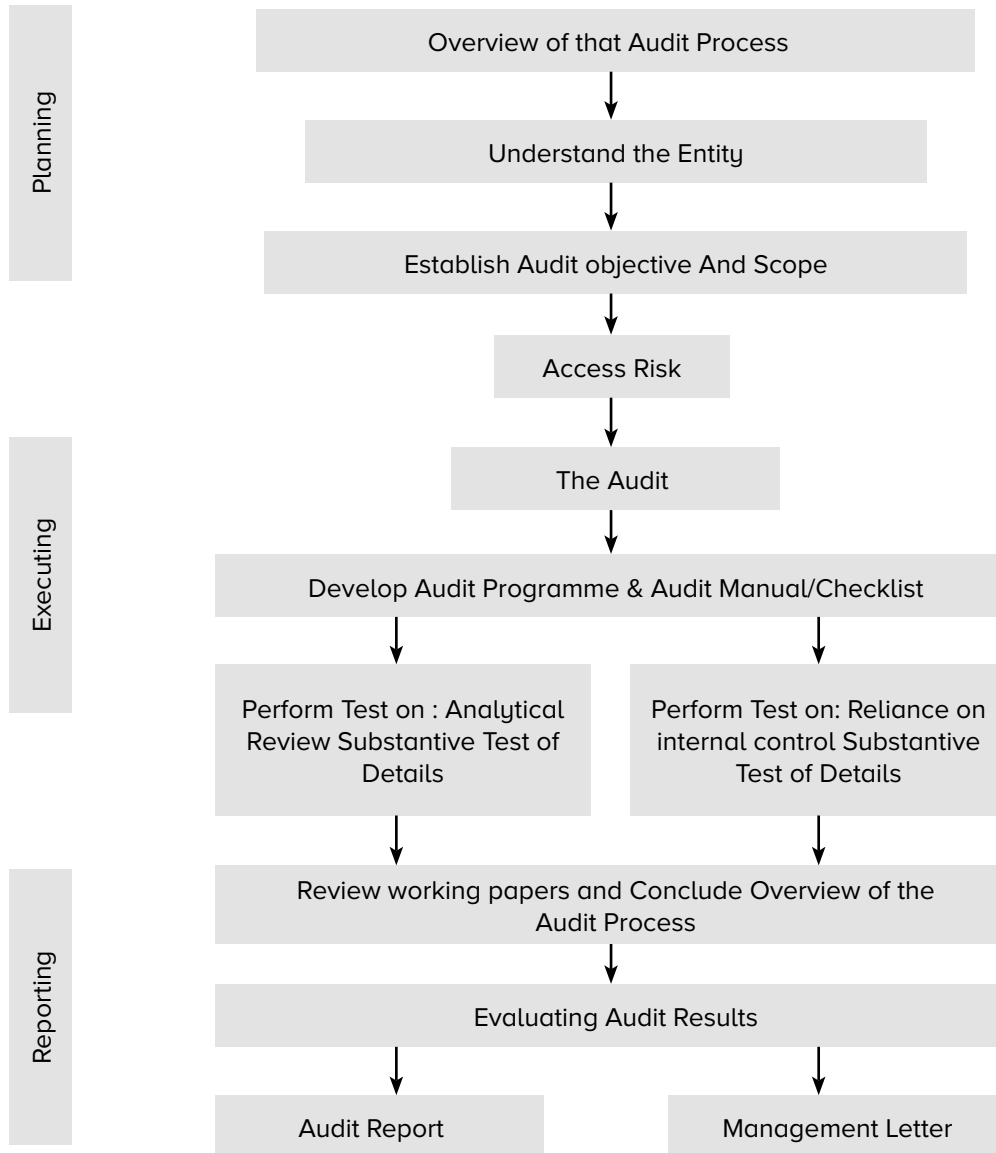 Planning
Overview of that Audit Process
Understand the Entity
Establish Audit objective And Scope
Access Risk
Executing
The Audit
Develop Audit Programme & Audit Manual/Checklist
Perform Test on : Analytical
Review Substantive Test of
Details
Perform Test on: Reliance on
internal control Substantive
Test of Details
Reporting
Review working papers and Conclude Overview of the
Audit Process
Evaluating Audit Results
Audit Report
Management Letter